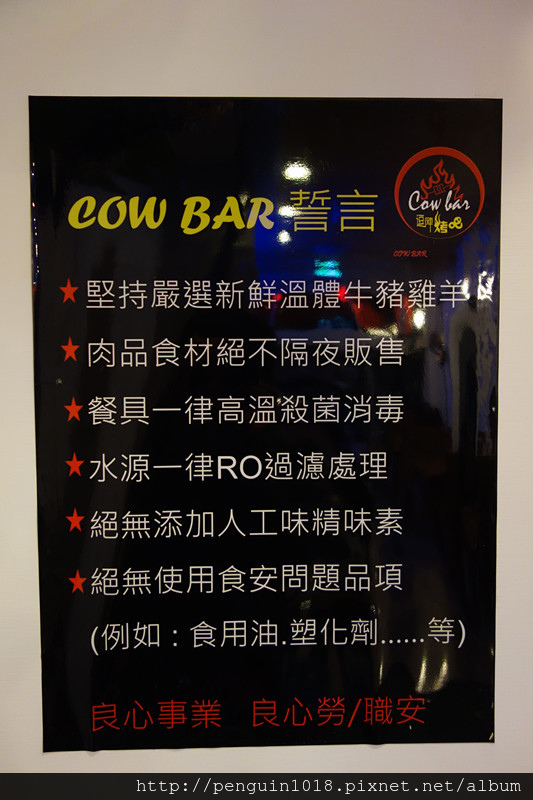 COW BAR 誓言
Cow bar
逗陣 烤吧
COW BAR
★堅持嚴選新鮮溫體牛豬雞羊
★肉品食材絕不隔夜販售
★餐具一律高溫殺菌消毒
★水源一律RO過濾處理
★絕無添加人工味精味素
★絕無使用食安問題品項
(例如：食用油.塑化劑......等)
良心事業 良心勞/職安
http://penguin1018.pixnet.net/album